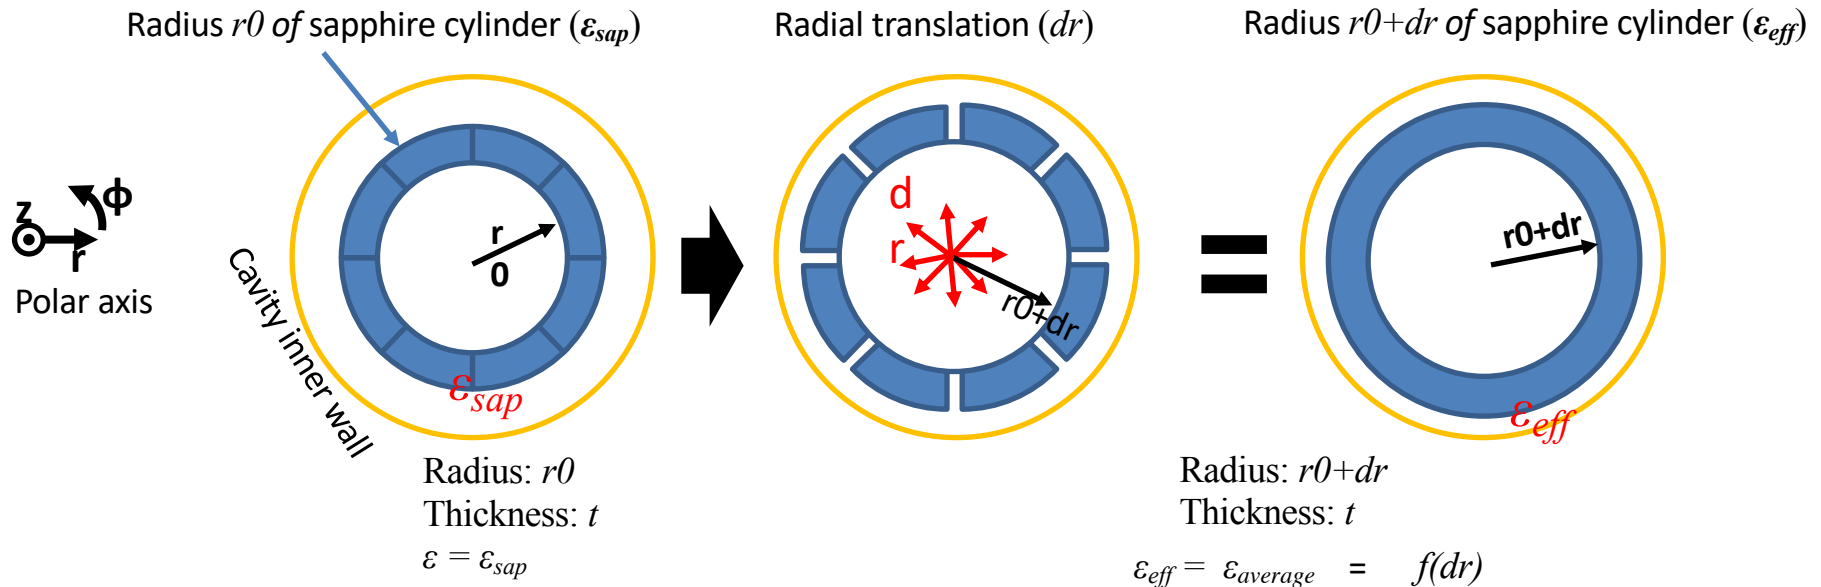 Radius r0 of sapphire cylinder (εsap)
Radial translation (dr)
Radius r0+dr of sapphire cylinder (εeff)
ϕ
z
r
Polar axis
Cavity inner wall
r
0
εsap
d
r
r0+dr
=
r0+dr
εeff
Radius: r0
Thickness: t
ε = εsap
Radius: r0+dr
Thickness: t
εeff = εaverage = f(dr)